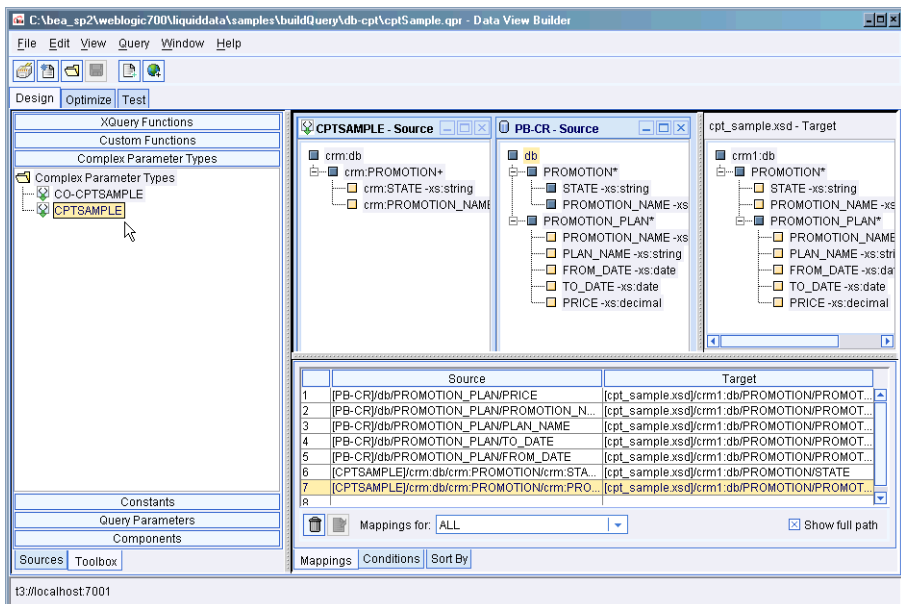 C:\bea_sp2\weblogic700\liquiddata\samples\buildQuery\db-cpt\cptSample.qpr - Data View Builder
File Edit View Query Window Help
Design Optimize Test
XQuery Functions
Custom Functions
Complex Parameter Types
Complex Parameter Types
CO-CPTSAMPLE
CPTSAMPLE
Constants
Query Parameters
Components
Sources Toolbox
CPTSAMPLE - Source
crm:db
crm:PROMOTION+
crm:STATE -xs:string
crm:PROMOTION_NAME
PB-CR - Source
db
PROMOTION*
STATE -xs:string
PROMOTION_NAME -xs
PROMOTION_PLAN*
PROMOTION_NAME -xs
PLAN_NAME -xs:string
FROM_DATE -xs:date
TO_DATE -xs:date
PRICE -xs:decimal
cpt_sample.xsd - Target
crm1:db
PROMOTION*
STATE -xs:string
PROMOTION_NAME -xs
PROMOTION_PLAN*
PROMOTION_NAME
PLAN_NAME -xs:stri
FROM_DATE -xs:da
TO_DATE -xs:date
PRICE -xs:decimal
Source Target
1 [PB-CR]/db/PROMOTION_PLAN/PRICE [cpt_sample.xsd]/crm1:db/PROMOTION/PROMOT...
2 [PB-CR]/db/PROMOTION_PLAN/PROMOTION_N... [cpt_sample.xsd]/crm1:db/PROMOTION/PROMOT...
3 [PB-CR]/db/PROMOTION_PLAN/PLAN_NAME [cpt_sample.xsd]/crm1:db/PROMOTION/PROMOT...
4 [PB-CR]/db/PROMOTION_PLAN/TO_DATE [cpt_sample.xsd]/crm1:db/PROMOTION/PROMOT...
5 [PB-CR]/db/PROMOTION_PLAN/FROM_DATE [cpt_sample.xsd]/crm1:db/PROMOTION/PROMOT...
6 [CPTSAMPLE]/crm:db/crm:PROMOTION/crm:STA... [cpt_sample.xsd]/crm1:db/PROMOTION/STATE
7 [CPTSAMPLE]/crm:db/crm:PROMOTION/crm:PRO... [cpt_sample.xsd]/crm1:db/PROMOTION/PROMOT...
8
Mappings for: ALL Show full path
Mappings Conditions Sort By
t3://localhost:7001